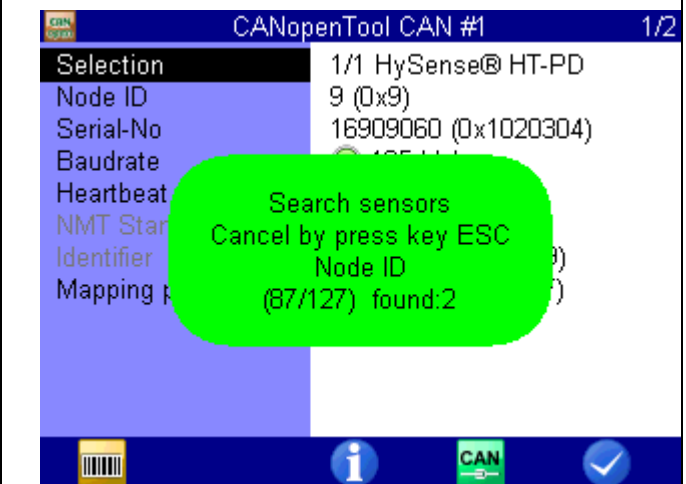 CANopenTool CAN #1 1/2
Selection 1/1 HySense® HT-PD
Node ID 9 (0x9)
Serial-No 16909060 (0x1020304)
Baudrate
Heartbeat
NMT Star
Identifier )
Mapping p )
Search sensors
Cancel by press key ESC
Node ID
(87/127) found:2
CAN